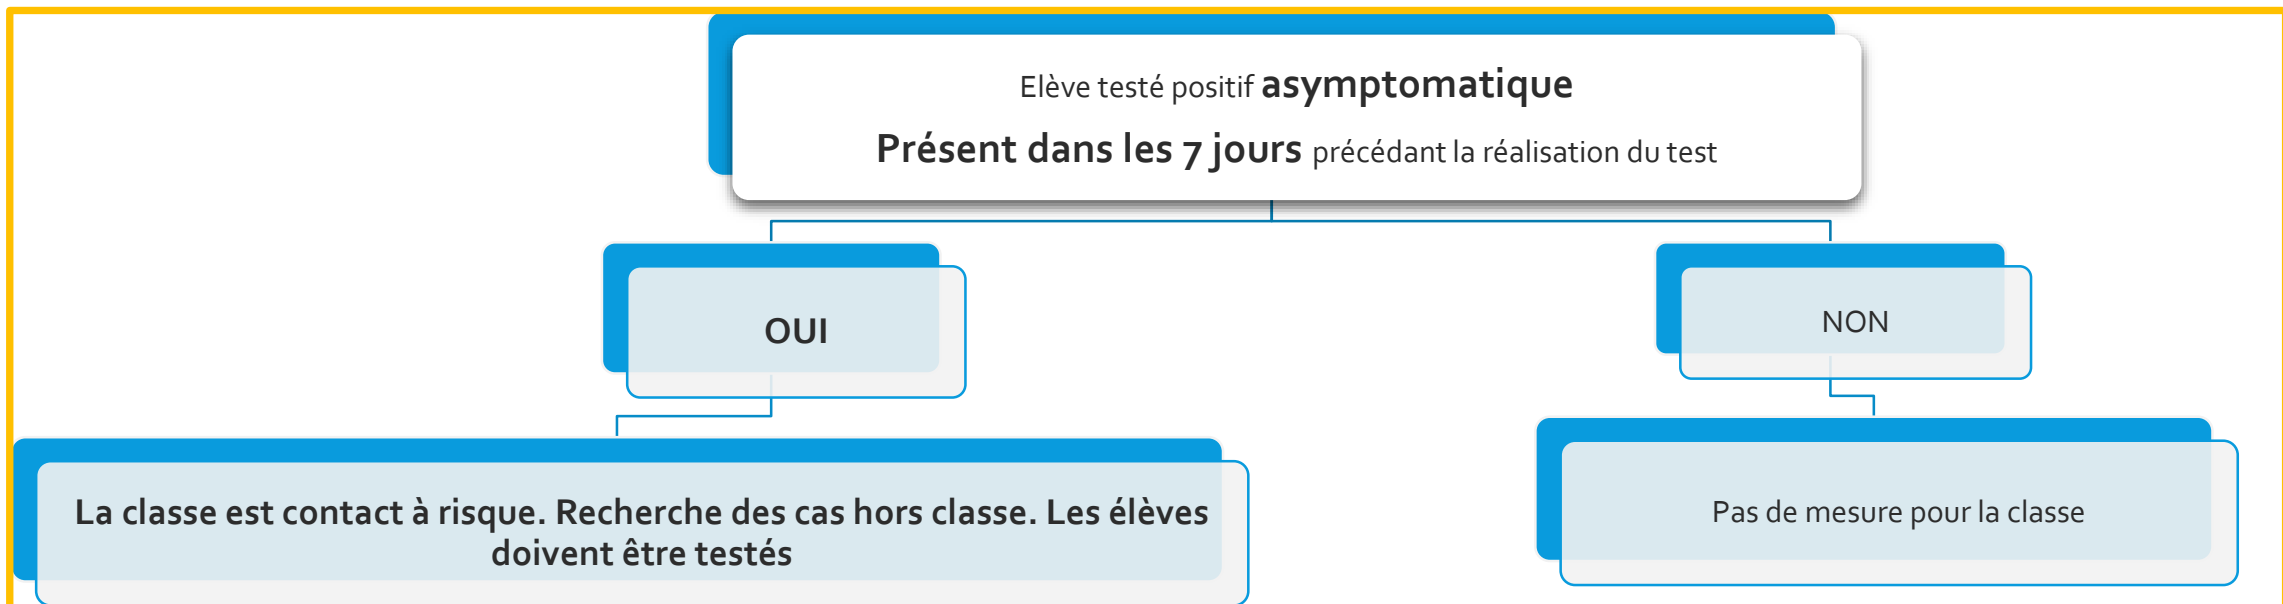 Elève testé positif asymptomatique
Présent dans les 7 jours précédant la réalisation du test
OUI
NON
La classe est contact à risque. Recherche des cas hors classe. Les élèves
doivent être testés
Pas de mesure pour la classe